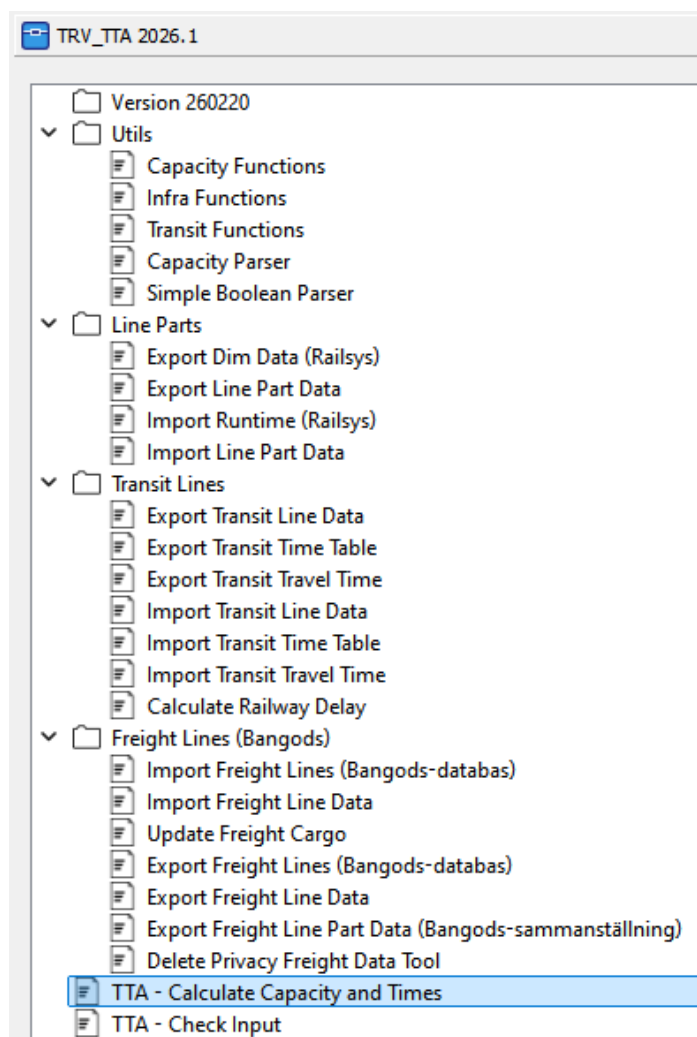 TRV_TTA 2026.1
Version 260220
Utils
Capacity Functions
Infra Functions
Transit Functions
Capacity Parser
Simple Boolean Parser
Line Parts
Export Dim Data (Railsys)
Export Line Part Data
Import Runtime (Railsys)
Import Line Part Data
Transit Lines
Export Transit Line Data
Export Transit Time Table
Export Transit Travel Time
Import Transit Line Data
Import Transit Time Table
Import Transit Travel Time
Calculate Railway Delay
Freight Lines (Bangods)
Import Freight Lines (Bangods-databas)
Import Freight Line Data
Update Freight Cargo
Export Freight Lines (Bangods-databas)
Export Freight Line Data
Export Freight Line Part Data (Bangods-sammanställning)
Delete Privacy Freight Data Tool
TTA - Calculate Capacity and Times
TTA - Check Input